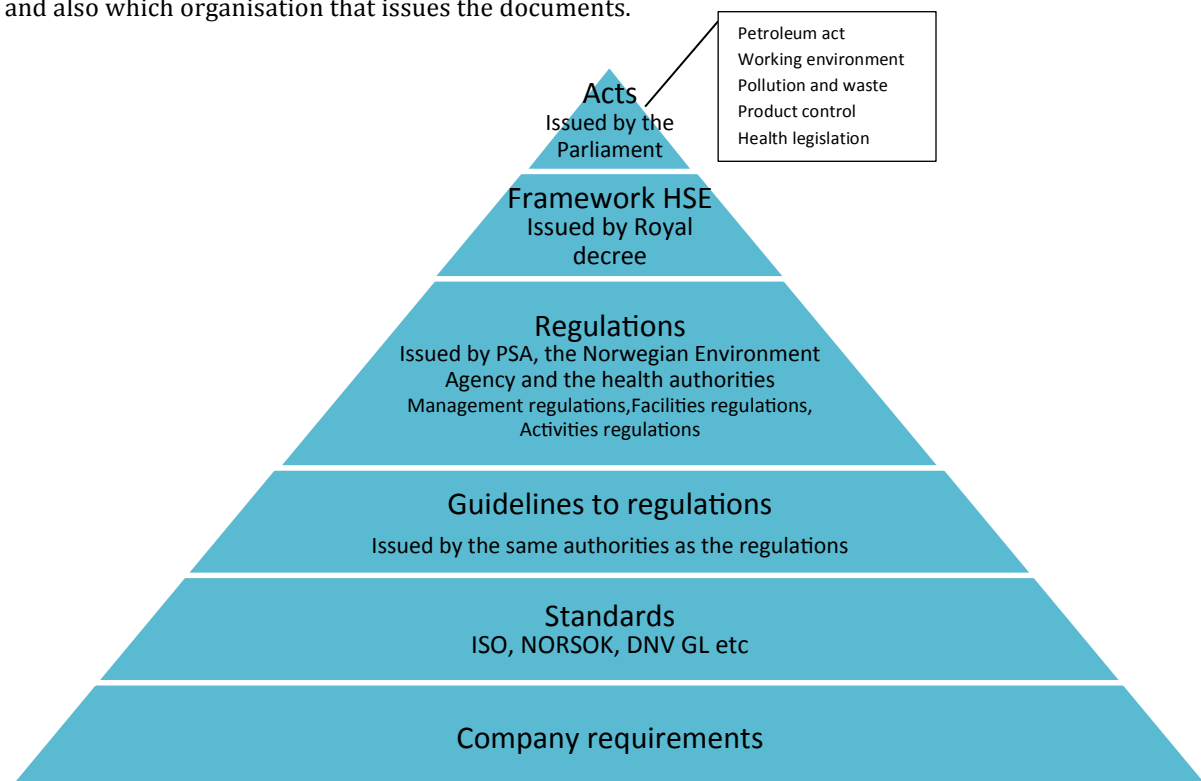 and also which organisation that issues the documents.
Petroleum act
Working environment
Pollution and waste
Product control
Health legislation
Acts
Issued by the
Parliament
Framework HSE
Issued by Royal
decree
Regulations
Issued by PSA, the Norwegian Environment
Agency and the health authorities
Management regulations,Facilities regulations,
Activities regulations
Guidelines to regulations
Issued by the same authorities as the regulations
Standards
ISO, NORSOK, DNV GL etc
Company requirements